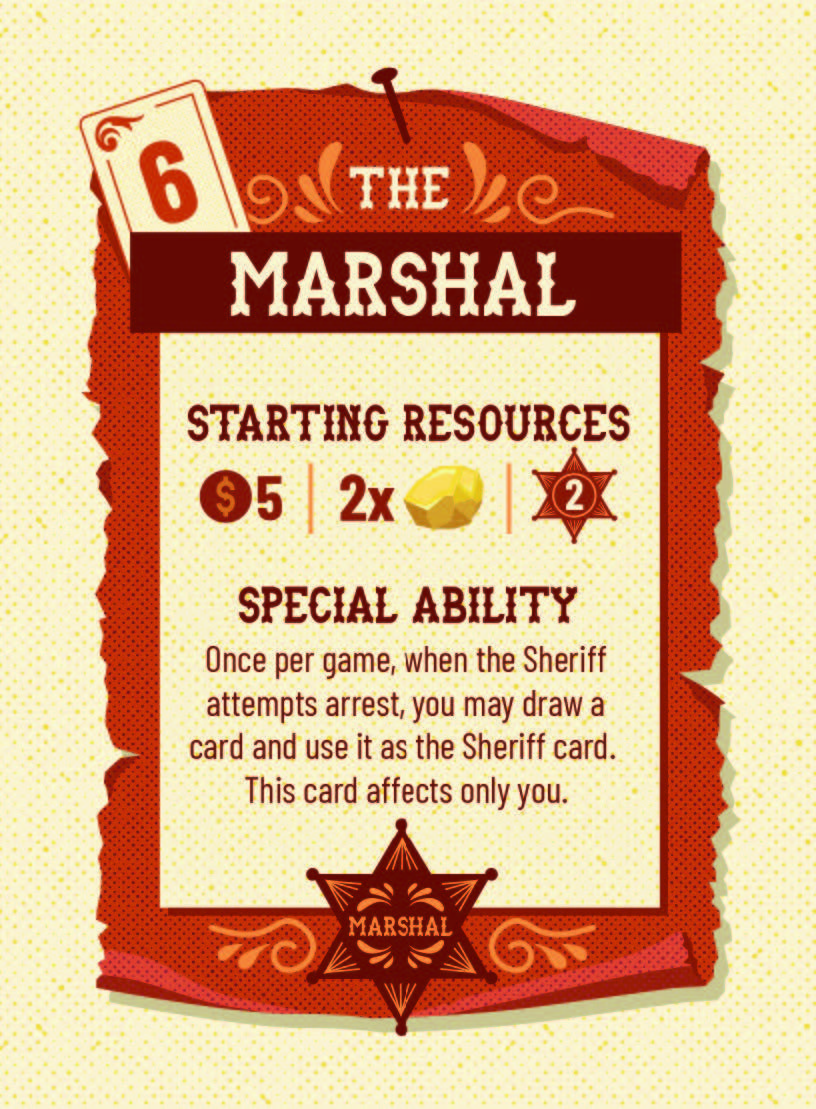 6
THE
MARSHAL
STARTING RESOURCES
$5 | 2x | 2
SPECIAL ABILITY
Once per game, when the Sheriff
attempts arrest, you may draw a
card and use it as the Sheriff card.
This card affects only you.
MARSHAL